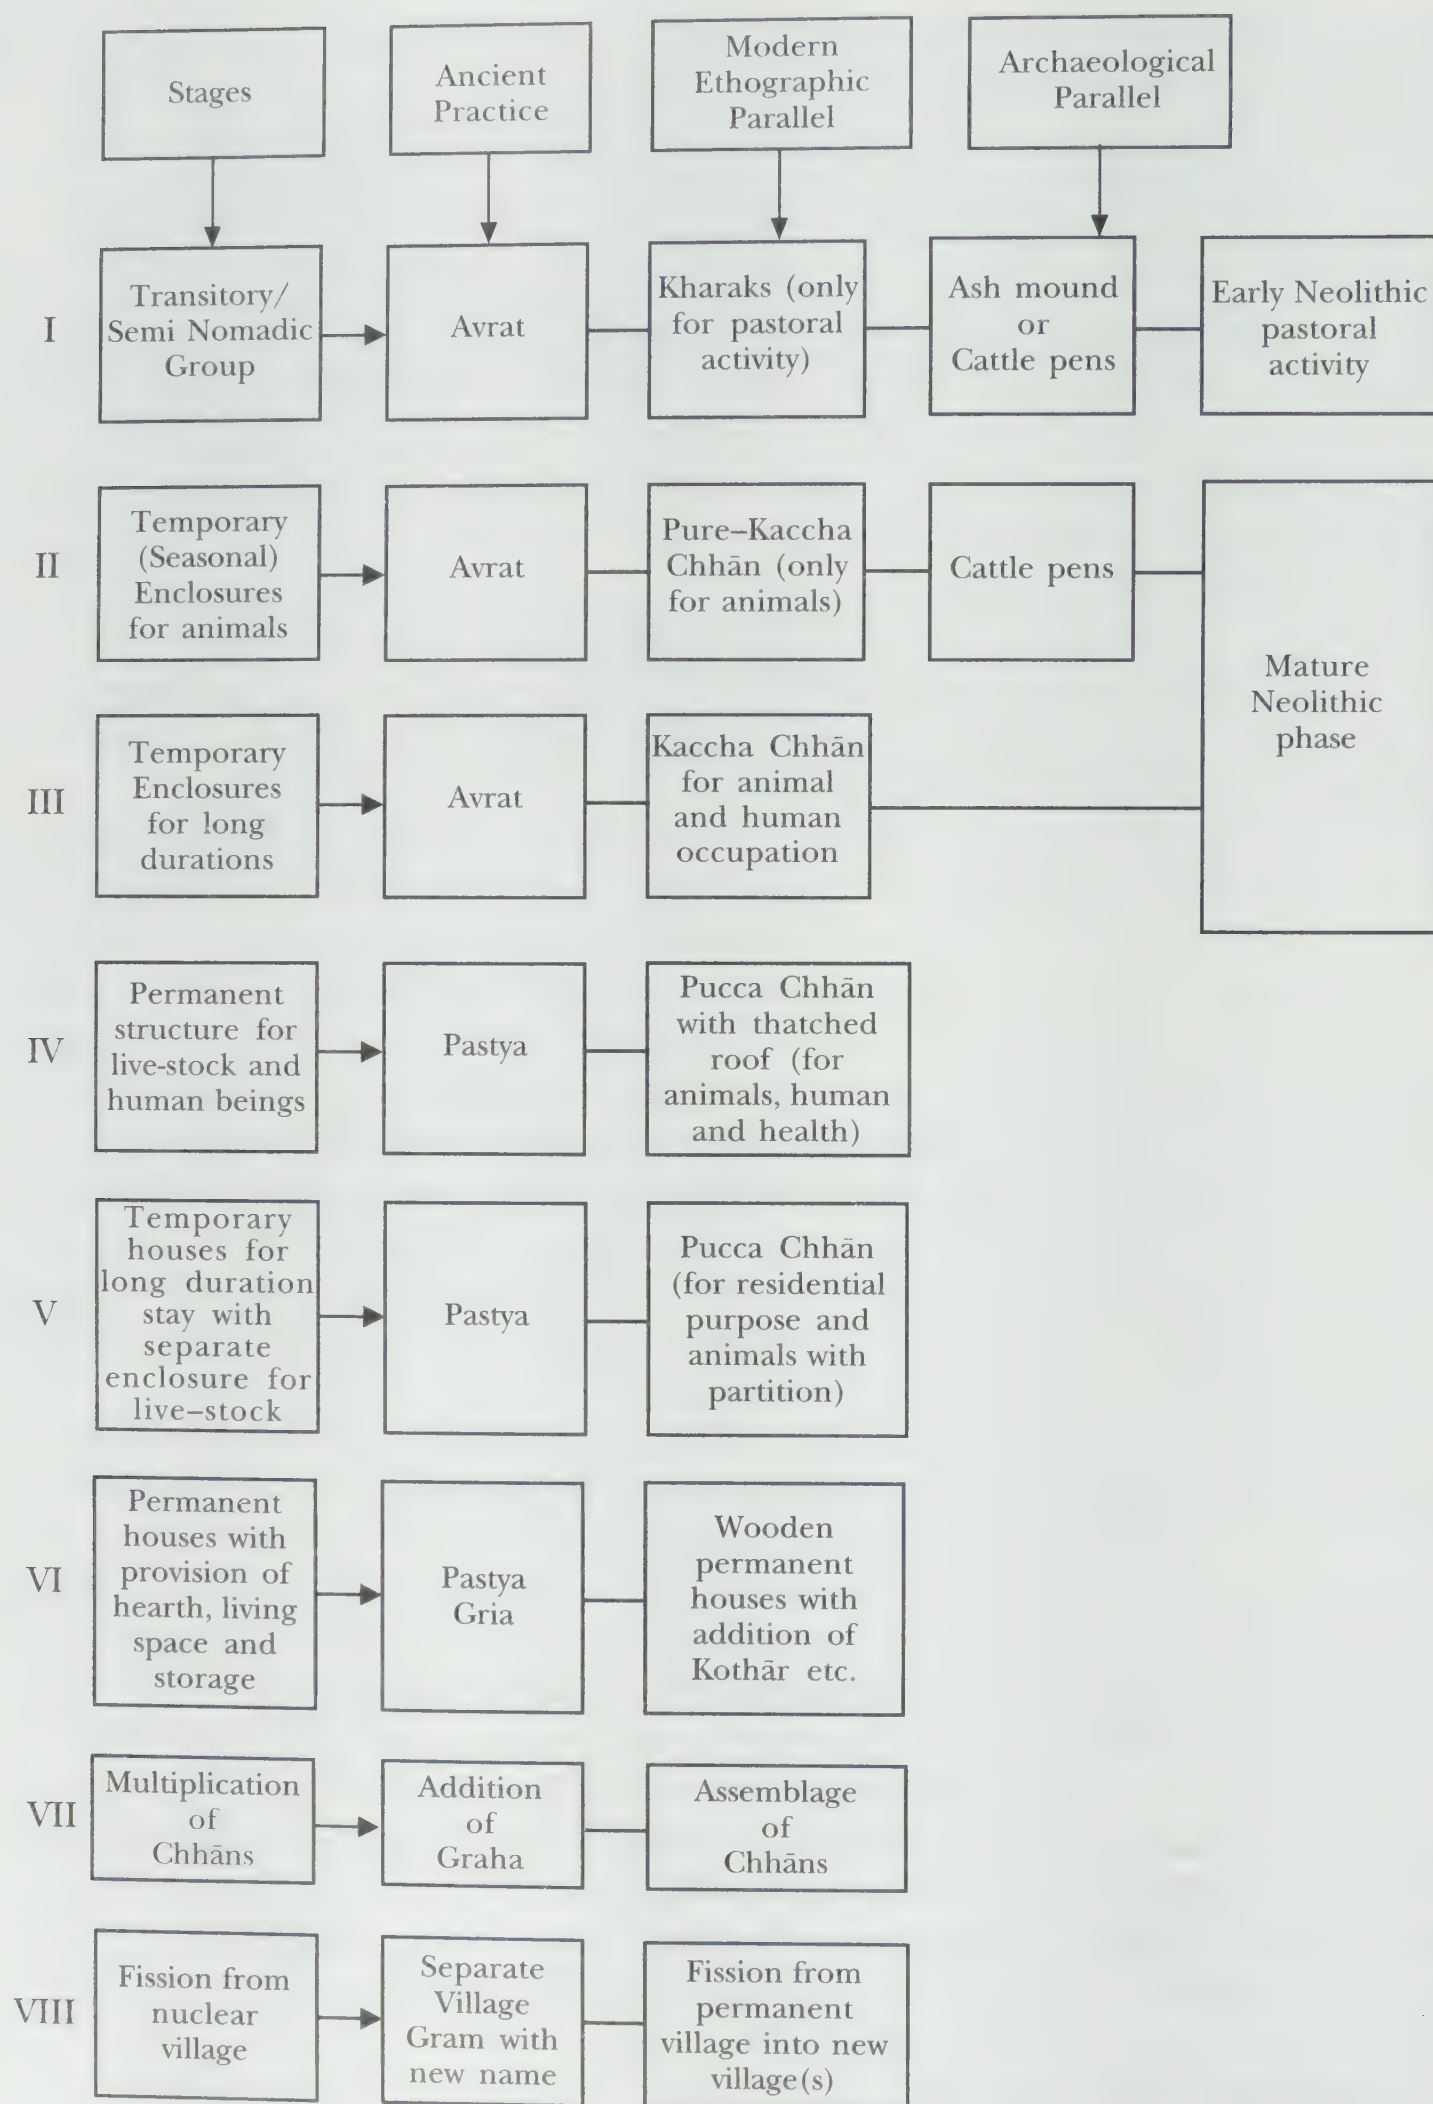 Stages
Ancient
Practice
Modern
Ethographic
Parallel
Archaeological
Parallel
I
Transitory/
Semi Nomadic
Group
Avrat
Kharaks (only
for pastoral
activity)
Ash mound
or
Cattle pens
Early Neolithic
pastoral
activity
II
Temporary
(Seasonal)
Enclosures
for animals
Avrat
Pure–Kaccha
Chhān (only
for animals)
Cattle pens
Mature
Neolithic
phase
III
Temporary
Enclosures
for long
durations
Avrat
Kaccha Chhān
for animal
and human
occupation
IV
Permanent
structure for
live-stock and
human beings
Pastya
Pucca Chhān
with thatched
roof (for
animals, human
and health)
V
Temporary
houses for
long duration
stay with
separate
enclosure for
live–stock
Pastya
Pucca Chhān
(for residential
purpose and
animals with
partition)
VI
Permanent
houses with
provision of
hearth, living
space and
storage
Pastya
Gria
Wooden
permanent
houses with
addition of
Kothār etc.
VII
Multiplication
of
Chhāns
Addition
of
Graha
Assemblage
of
Chhāns
VIII
Fission from
nuclear
village
Separate
Village
Gram with
new name
Fission from
permanent
village into new
village(s)